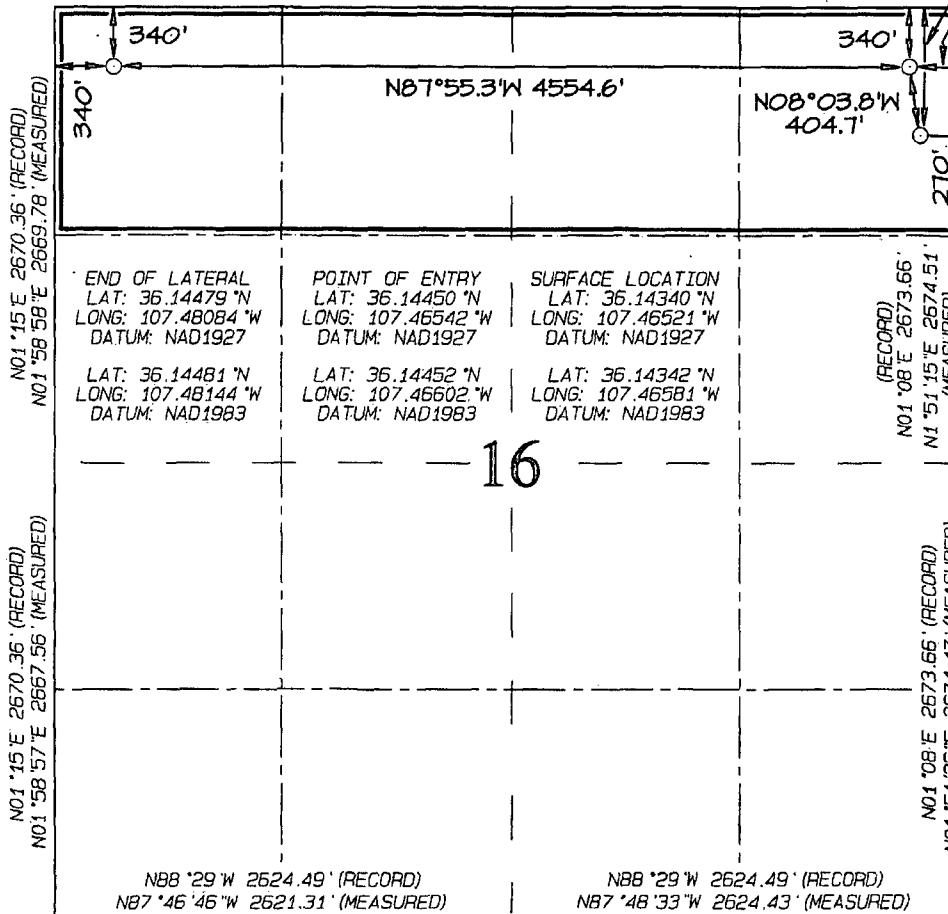 340'
340'
340'
N87°55.3'W 4554.6'
N08°03.8'W
404.7'
270'
N01°15'E 2670.36' (RECORD)
N01°58'58"E 2669.78' (MEASURED)
END OF LATERAL
LAT: 36.14479 °N
LONG: 107.48084 °W
DATUM: NAD1927
LAT: 36.14481 °N
LONG: 107.48144 °W
DATUM: NAD1983
POINT OF ENTRY
LAT: 36.14450 °N
LONG: 107.46542 °W
DATUM: NAD1927
LAT: 36.14452 °N
LONG: 107.46602 °W
DATUM: NAD1983
SURFACE LOCATION
LAT: 36.14340 °N
LONG: 107.46521 °W
DATUM: NAD1927
LAT: 36.14342 °N
LONG: 107.46581 °W
DATUM: NAD1983
(RECORD)
N01°08'E 2673.66'
N1°51'15"E 2674.51'
(MEASURED)
16
N01°15'E 2670.36' (RECORD)
N01°58'57"E 2667.56' (MEASURED)
N01°08'E 2673.66' (RECORD)
N88°29'W 2624.49' (RECORD)
N87°46'46"W 2621.31' (MEASURED)
N88°29'W 2624.49' (RECORD)
N87°48'33"W 2624.43' (MEASURED)